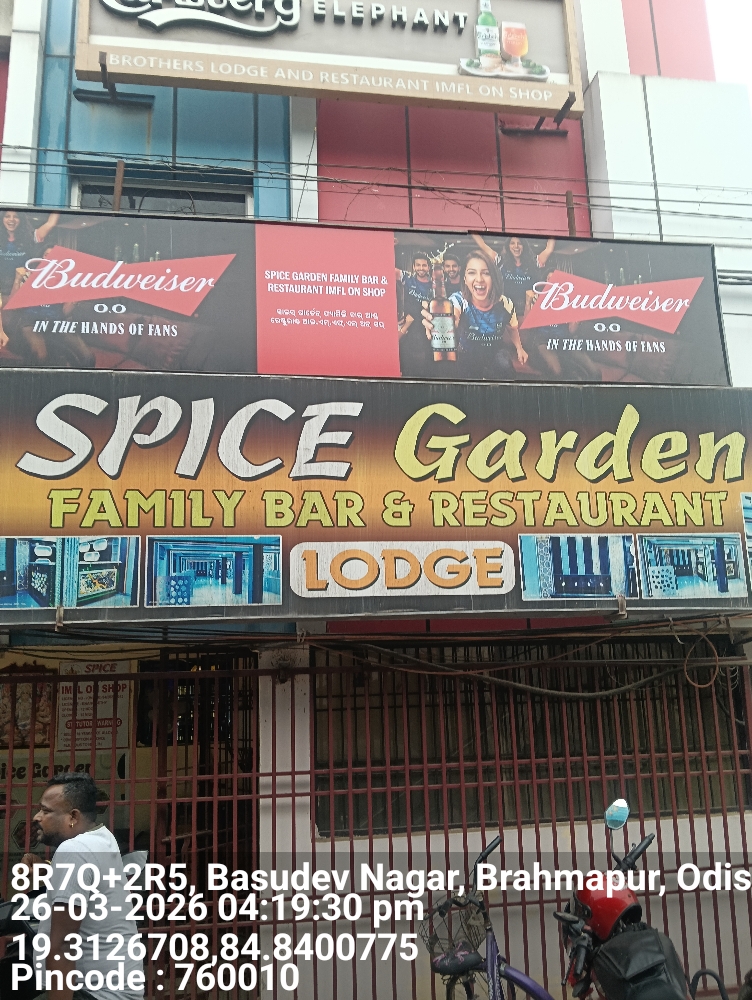 Carlsberg ELEPHANT
BROTHERS LODGE AND RESTAURANT IMFL ON SHOP
Budweiser
0.0
IN THE HANDS OF FANS
SPICE GARDEN FAMILY BAR &
RESTAURANT IMFL ON SHOP
Budweiser
0.0
IN THE HANDS OF FANS
SPICE Garden
FAMILY BAR & RESTAURANT
LODGE
SPICE
IMFL ON SHOP
Spice Garden
8R7Q+2R5, Basudev Nagar, Brahmapur, Odis
26-03-2026 04:19:30 pm
19.3126708,84.8400775
Pincode : 760010